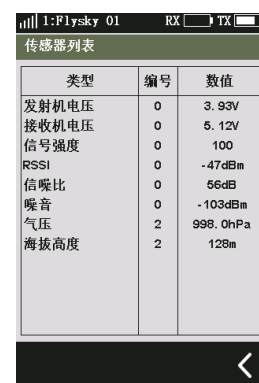 1:Flysky 01 RX TX
传感器列表
类型 编号 数值
发射机电压 0 3.93V
接收机电压 0 5.12V
信号强度 0 100
RSSI 0 -47dBm
信噪比 0 56dB
噪音 0 -103dBm
气压 2 998.0hPa
海拔高度 2 128m